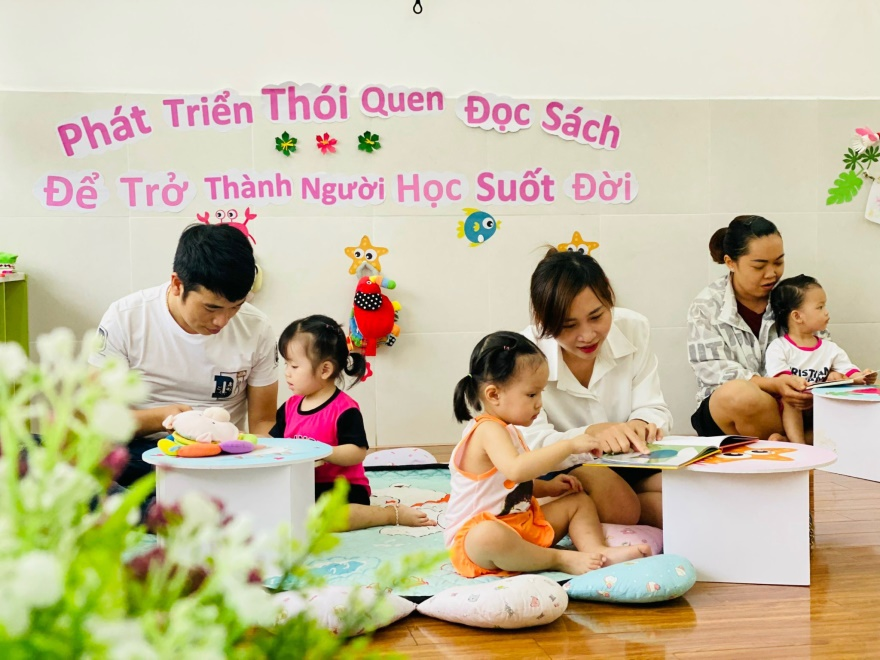 Phát Triển Thói Quen Đọc Sách
Để Trở Thành Người Học Suốt Đời